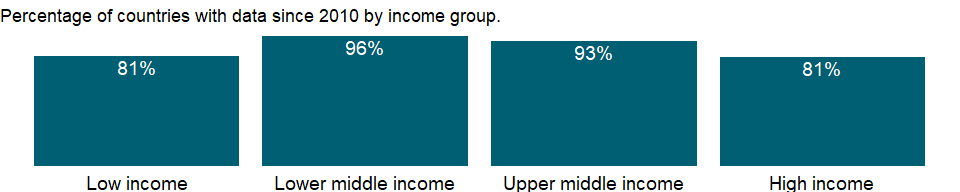 Percentage of countries with data since 2010 by income group.
81% 96% 93% 81%
Low income Lower middle income Upper middle income High income